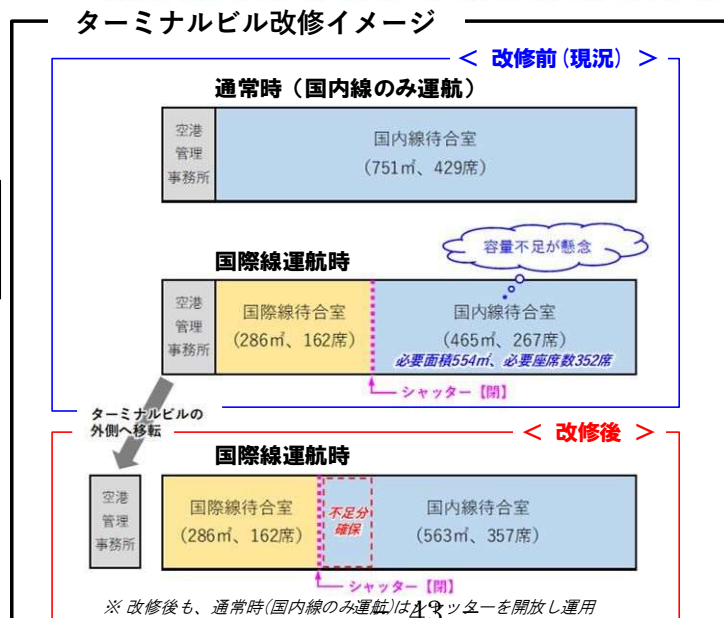 ターミナルビル改修イメージ
＜ 改修前(現況) ＞
通常時（国内線のみ運航）
空港
管理
事務所
国内線待合室
(751㎡、429席)
容量不足が懸念
国際線運航時
空港
管理
事務所
国際線待合室
(286㎡、162席)
国内線待合室
(465㎡、267席)
必要面積554㎡、必要座席数352席
シャッター【閉】
ターミナルビルの
外側へ移転
＜ 改修後 ＞
国際線運航時
空港
管理
事務所
国際線待合室
(286㎡、162席)
不足分
確保
国内線待合室
(563㎡、357席)
シャッター【閉】
※ 改修後も、通常時(国内線のみ運航)はシャッターを開放し運用
- 43 -